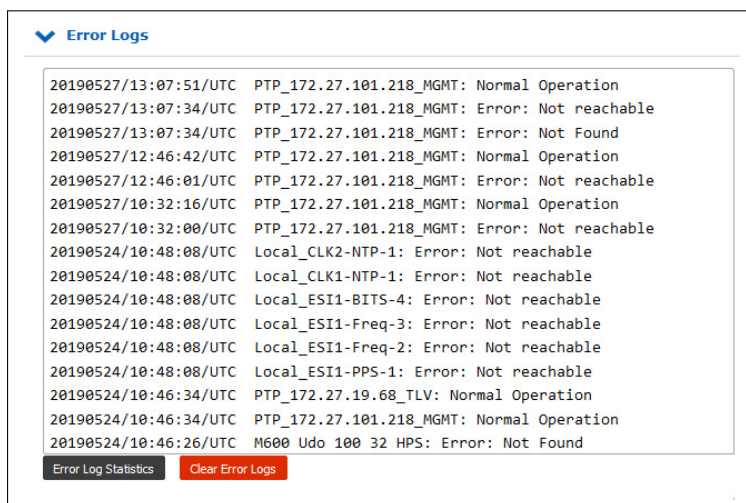 Error Logs
20190527/13:07:51/UTC PTP_172.27.101.218_MGMT: Normal Operation
20190527/13:07:34/UTC PTP_172.27.101.218_MGMT: Error: Not reachable
20190527/13:07:34/UTC PTP_172.27.101.218_MGMT: Error: Not Found
20190527/12:46:42/UTC PTP_172.27.101.218_MGMT: Normal Operation
20190527/12:46:01/UTC PTP_172.27.101.218_MGMT: Error: Not reachable
20190527/10:32:16/UTC PTP_172.27.101.218_MGMT: Normal Operation
20190527/10:32:00/UTC PTP_172.27.101.218_MGMT: Error: Not reachable
20190524/10:48:08/UTC Local_CLK2-NTP-1: Error: Not reachable
20190524/10:48:08/UTC Local_CLK1-NTP-1: Error: Not reachable
20190524/10:48:08/UTC Local_ESI1-BITS-4: Error: Not reachable
20190524/10:48:08/UTC Local_ESI1-Freq-3: Error: Not reachable
20190524/10:48:08/UTC Local_ESI1-Freq-2: Error: Not reachable
20190524/10:48:08/UTC Local_ESI1-PPS-1: Error: Not reachable
20190524/10:46:34/UTC PTP_172.27.19.68_TLV: Normal Operation
20190524/10:46:34/UTC PTP_172.27.101.218_MGMT: Normal Operation
20190524/10:46:26/UTC M600 Udo 100 32 HPS: Error: Not Found
Error Log Statistics Clear Error Logs